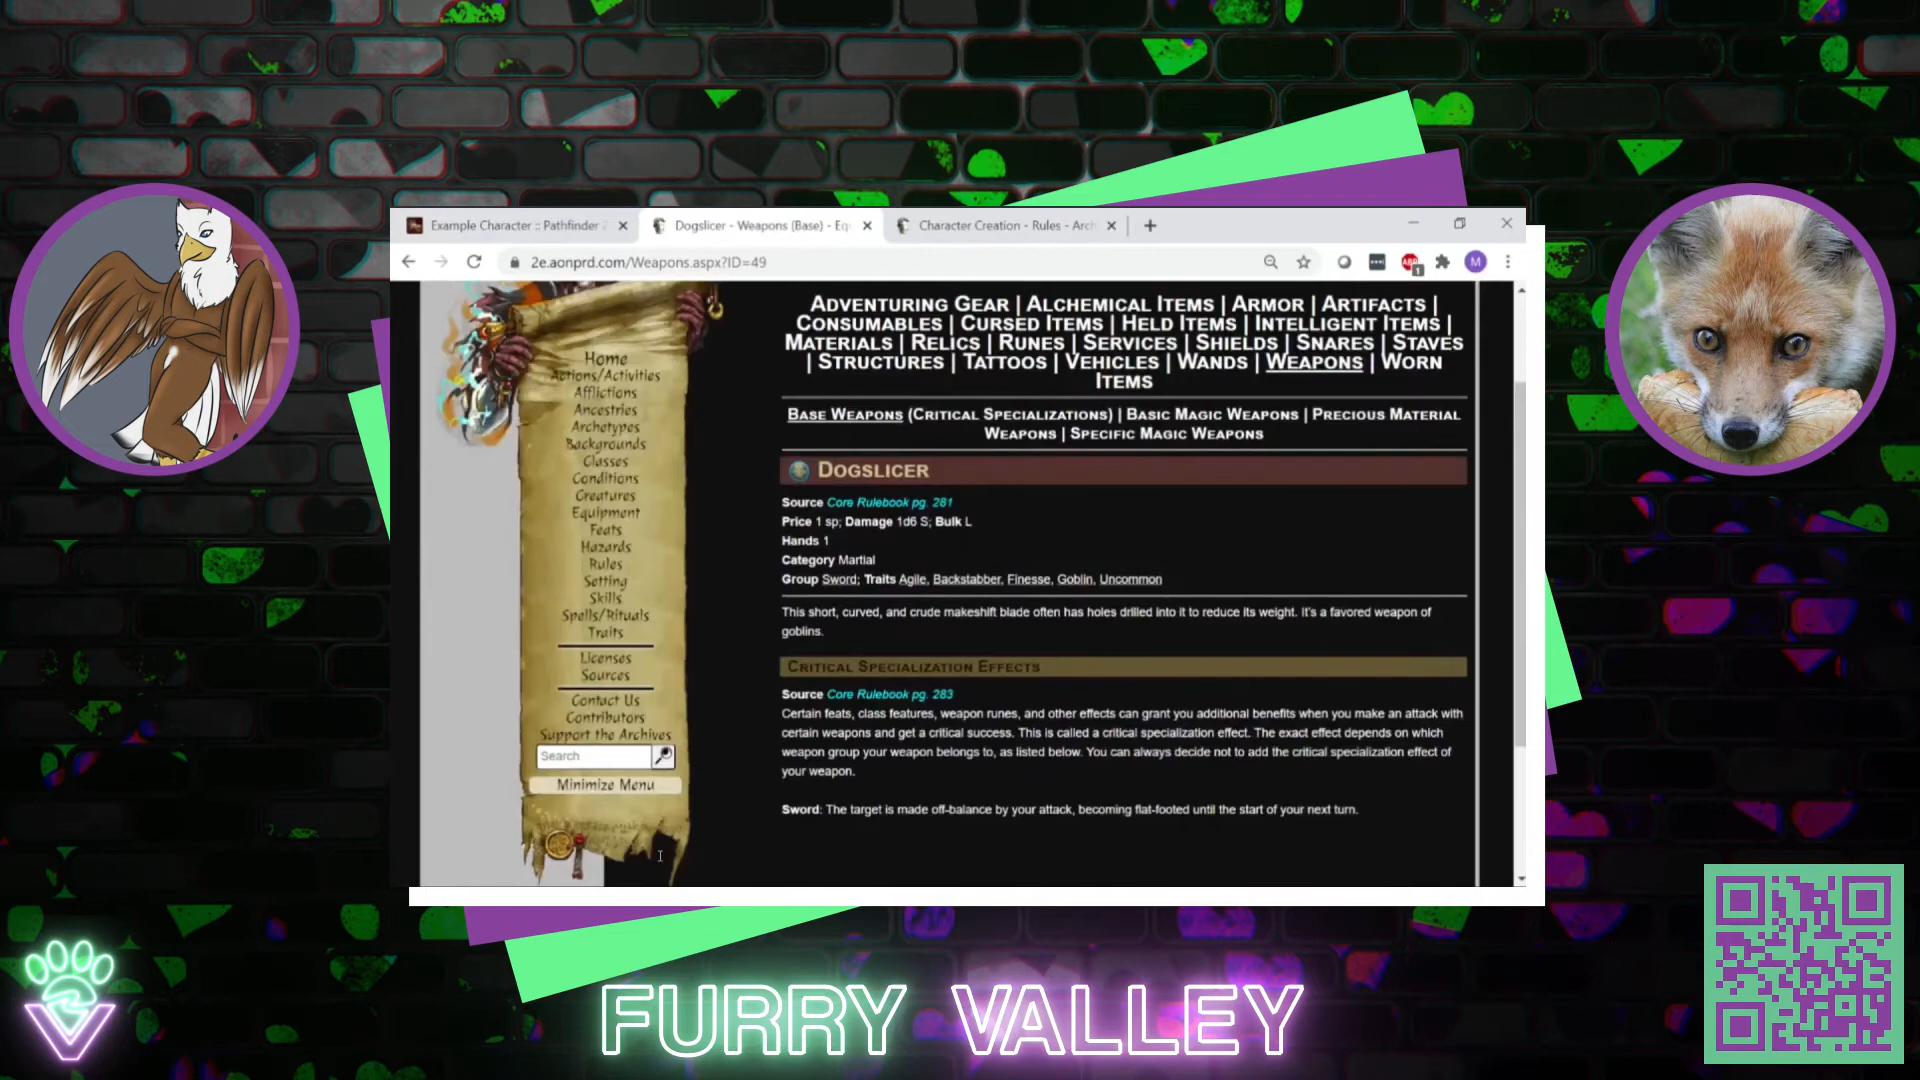 Example Character :: Pathfinder 2
Dogslicer - Weapons (Base) - Eq
Character Creation - Rules - Arch
2e.aonprd.com/Weapons.aspx?ID=49
M
ABP
1
Home
Actions/Activities
Afflictions
Ancestries
Archetypes
Backgrounds
Classes
Conditions
Creatures
Equipment
Feats
Hazards
Rules
Setting
Skills
Spells/Rituals
Traits
Licenses
Sources
Contact Us
Contributors
Support the Archives
Search
Minimize Menu
Adventuring Gear | Alchemical Items | Armor | Artifacts |
Consumables | Cursed Items | Held Items | Intelligent Items |
Materials | Relics | Runes | Services | Shields | Snares | Staves
| Structures | Tattoos | Vehicles | Wands | Weapons | Worn
Items
Base Weapons (Critical Specializations) | Basic Magic Weapons | Precious Material
Weapons | Specific Magic Weapons
Dogslicer
Source Core Rulebook pg. 281
Price 1 sp; Damage 1d6 S; Bulk L
Hands 1
Category Martial
Group Sword; Traits Agile, Backstabber, Finesse, Goblin, Uncommon
This short, curved, and crude makeshift blade often has holes drilled into it to reduce its weight. It's a favored weapon of
goblins.
Critical Specialization Effects
Source Core Rulebook pg. 283
Certain feats, class features, weapon runes, and other effects can grant you additional benefits when you make an attack with
certain weapons and get a critical success. This is called a critical specialization effect. The exact effect depends on which
weapon group your weapon belongs to, as listed below. You can always decide not to add the critical specialization effect of
your weapon.
Sword: The target is made off-balance by your attack, becoming flat-footed until the start of your next turn.
FURRY VALLEY